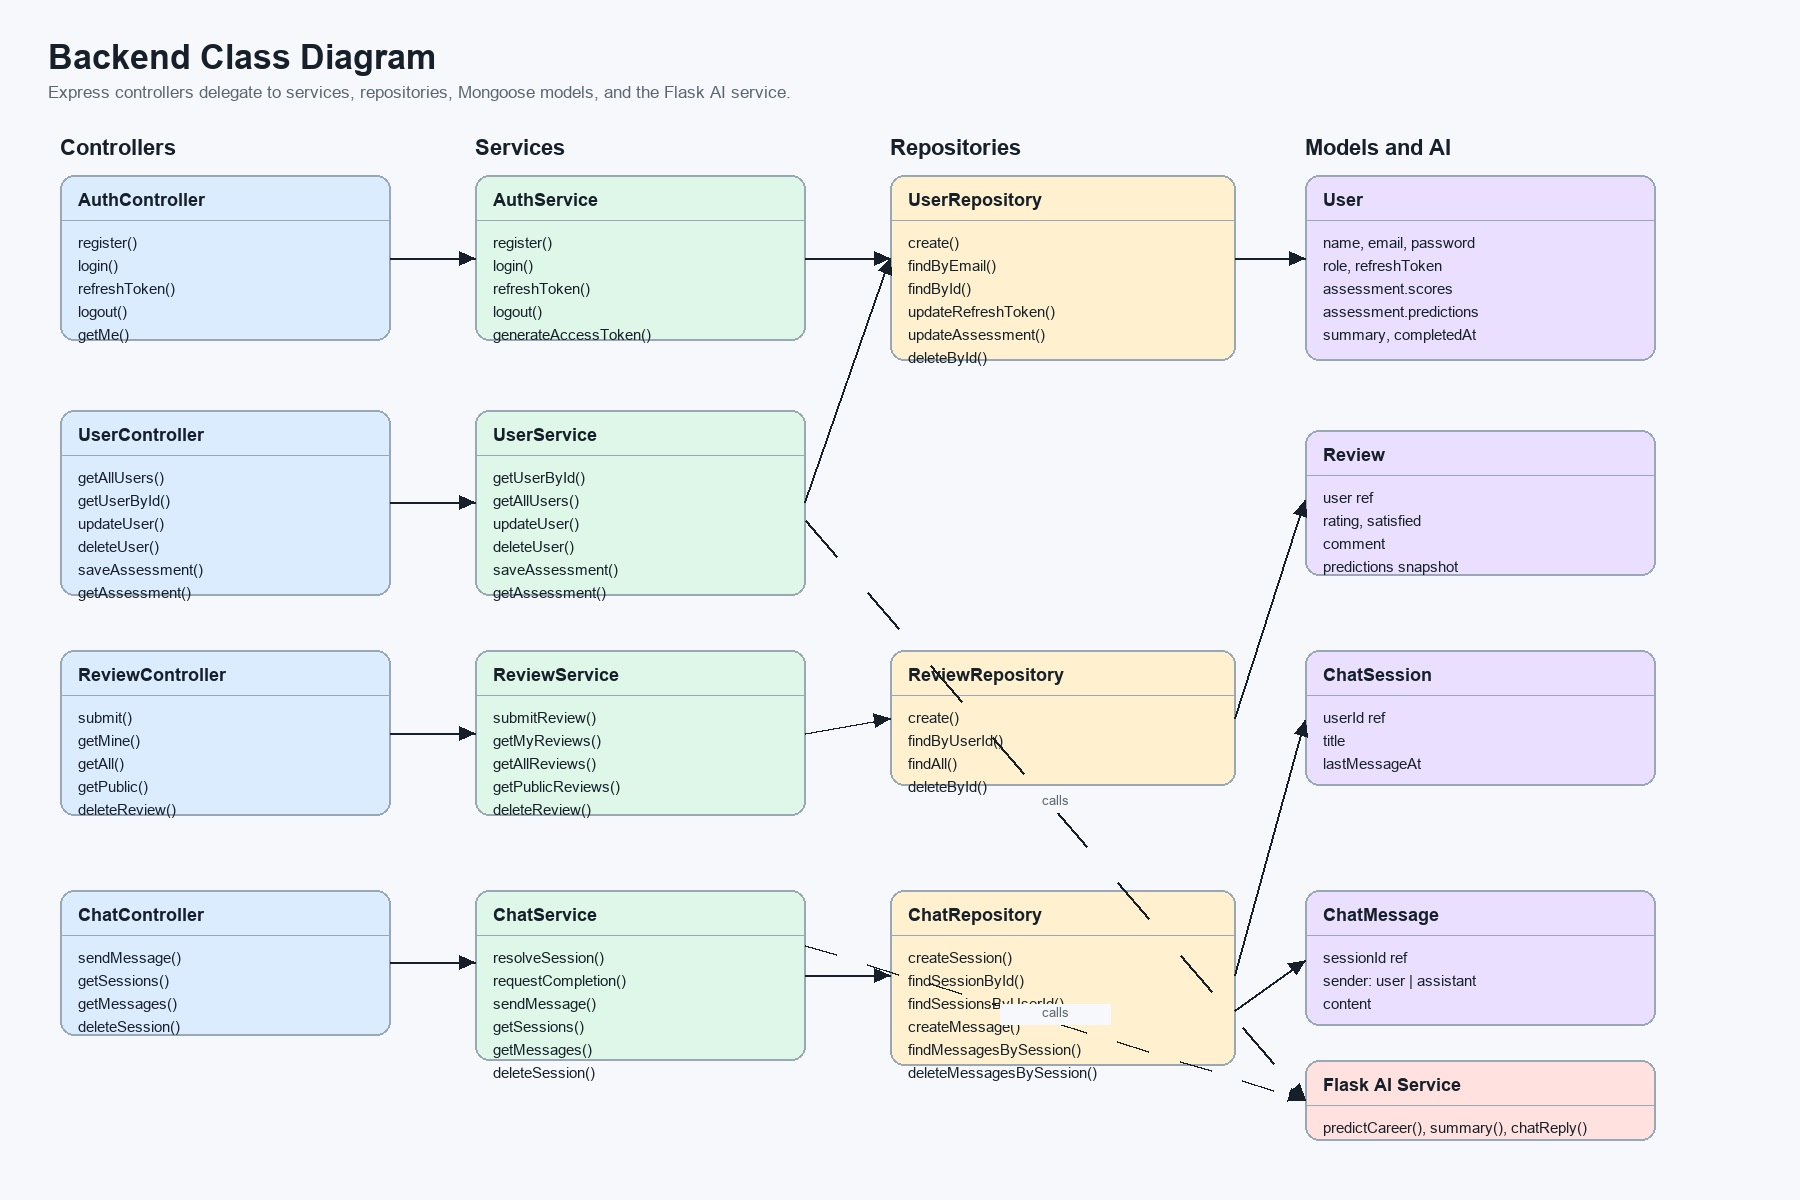 Backend Class Diagram
Express controllers delegate to services, repositories, Mongoose models, and the Flask AI service.
Controllers
AuthController
register()
login()
refreshToken()
logout()
getMe()
UserController
getAllUsers()
getUserById()
updateUser()
deleteUser()
saveAssessment()
getAssessment()
ReviewController
submit()
getMine()
getAll()
getPublic()
deleteReview()
ChatController
sendMessage()
getSessions()
getMessages()
deleteSession()
Services
AuthService
register()
login()
refreshToken()
logout()
generateAccessToken()
UserService
getUserById()
getAllUsers()
updateUser()
deleteUser()
saveAssessment()
getAssessment()
ReviewService
submitReview()
getMyReviews()
getAllReviews()
getPublicReviews()
deleteReview()
ChatService
resolveSession()
requestCompletion()
sendMessage()
getSessions()
getMessages()
deleteSession()
Repositories
UserRepository
create()
findByEmail()
findById()
updateRefreshToken()
updateAssessment()
deleteById()
ReviewRepository
create()
findByUserId()
findAll()
deleteById()
calls
ChatRepository
createSession()
findSessionById()
findSessionsByUserId()
calls
createMessage()
findMessagesBySession()
deleteMessagesBySession()
Models and AI
User
name, email, password
role, refreshToken
assessment.scores
assessment.predictions
summary, completedAt
Review
user ref
rating, satisfied
comment
predictions snapshot
ChatSession
userId ref
title
lastMessageAt
ChatMessage
sessionId ref
sender: user | assistant
content
Flask AI Service
predictCareer(), summary(), chatReply()